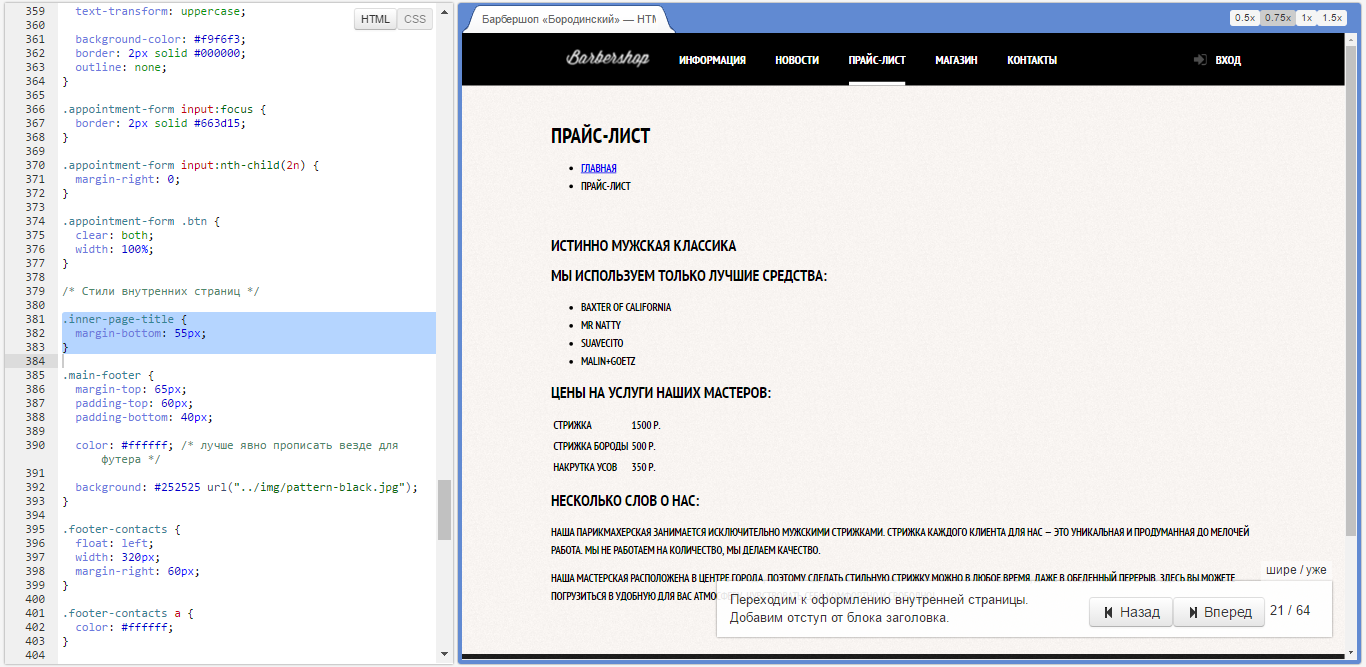 359 text-transform: uppercase;
360
361 background-color: #f9f6f3;
362 border: 2px solid #000000;
363 outline: none;
364 }
365
366 .appointment-form input:focus {
367 border: 2px solid #663d15;
368 }
369
370 .appointment-form input:nth-child(2n) {
371 margin-right: 0;
372 }
373
374 .appointment-form .btn {
375 clear: both;
376 width: 100%;
377 }
378
379 /* Стили внутренних страниц */
380
381 .inner-page-title {
382 margin-bottom: 55px;
383 }
384
385 .main-footer {
386 margin-top: 65px;
387 padding-top: 60px;
388 padding-bottom: 40px;
389
390 color: #ffffff; /* лучше явно прописать везде для
футера */
391
392 background: #252525 url("../img/pattern-black.jpg");
393 }
394
395 .footer-contacts {
396 float: left;
397 width: 320px;
398 margin-right: 60px;
399 }
400
401 .footer-contacts a {
402 color: #ffffff;
403 }
404
HTML CSS
Барбершоп «Бородинский» — HTM
0.5x 0.75x 1x 1.5x
Barbershop ИНФОРМАЦИЯ НОВОСТИ ПРАЙС-ЛИСТ МАГАЗИН КОНТАКТЫ ВХОД
ПРАЙС-ЛИСТ
ГЛАВНАЯ
ПРАЙС-ЛИСТ
ИСТИННО МУЖСКАЯ КЛАССИКА
МЫ ИСПОЛЬЗУЕМ ТОЛЬКО ЛУЧШИЕ СРЕДСТВА:
BAXTER OF CALIFORNIA
MR NATTY
SUAVECITO
MALIN+GOETZ
ЦЕНЫ НА УСЛУГИ НАШИХ МАСТЕРОВ:
СТРИЖКА 1500 Р.
СТРИЖКА БОРОДЫ 500 Р.
НАКРУТКА УСОВ 350 Р.
НЕСКОЛЬКО СЛОВ О НАС:
НАША ПАРИКМАХЕРСКАЯ ЗАНИМАЕТСЯ ИСКЛЮЧИТЕЛЬНО МУЖСКИМИ СТРИЖКАМИ. СТРИЖКА КАЖДОГО КЛИЕНТА ДЛЯ НАС — ЭТО УНИКАЛЬНАЯ И ПРОДУМАННАЯ ДО МЕЛОЧЕЙ
РАБОТА. МЫ НЕ РАБОТАЕМ НА КОЛИЧЕСТВО, МЫ ДЕЛАЕМ КАЧЕСТВО.
НАША МАСТЕРСКАЯ РАСПОЛОЖЕНА В ЦЕНТРЕ ГОРОДА, ПОЭТОМУ СДЕЛАТЬ СТИЛЬНУЮ СТРИЖКУ МОЖНО В ЛЮБОЕ ВРЕМЯ, ДАЖЕ В ОБЕДЕННЫЙ ПЕРЕРЫВ. ЗДЕСЬ ВЫ МОЖЕТЕ
ПОГРУЗИТЬСЯ В УДОБНУЮ ДЛЯ ВАС
шире / уже
Переходим к оформлению внутренней страницы.
Добавим отступ от блока заголовка.
Назад Вперед 21 / 64